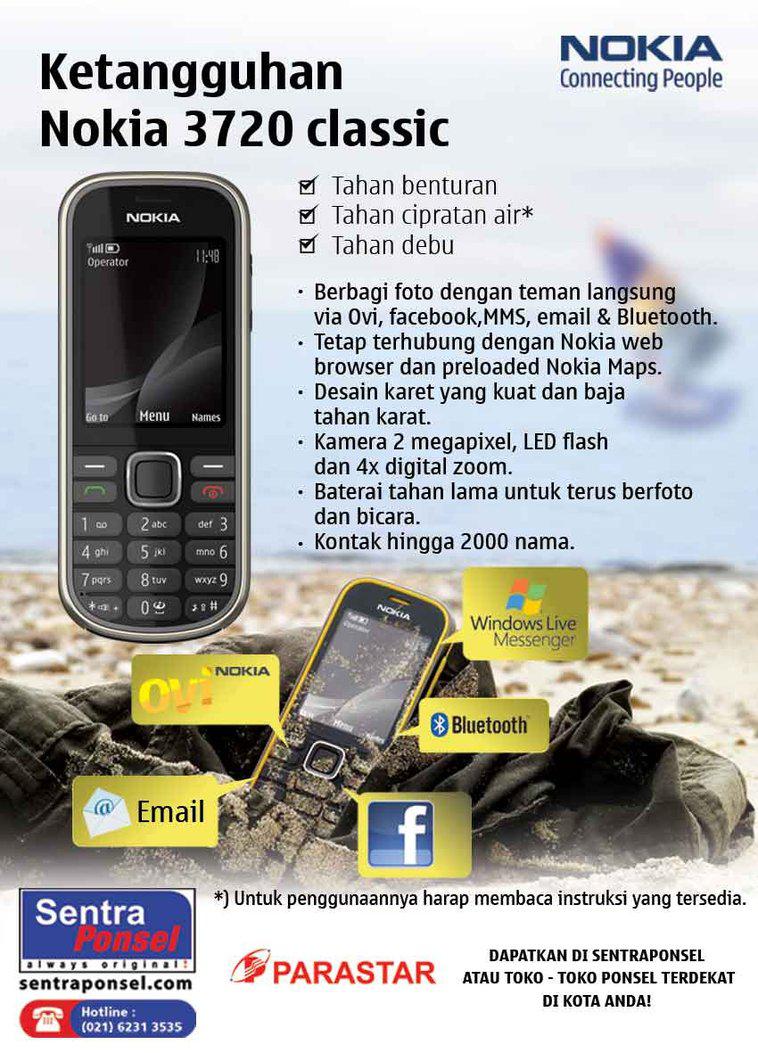 NOKIA
Connecting People
Ketangguhan
Nokia 3720 classic
Tahan benturan
Tahan cipratan air*
Tahan debu
NOKIA
11:48
Operator
Go to Menu Names
1
2 abc
def 3
4 ghi
5 jkl
mno 6
7 pqrs
8 tuv
wxyz 9
* +
0
#
· Berbagi foto dengan teman langsung
via Ovi, facebook,MMS, email & Bluetooth.
· Tetap terhubung dengan Nokia web
browser dan preloaded Nokia Maps.
· Desain karet yang kuat dan baja
tahan karat.
· Kamera 2 megapixel, LED flash
dan 4x digital zoom.
· Baterai tahan lama untuk terus berfoto
dan bicara.
· Kontak hingga 2000 nama.
NOKIA
Operator
Menu
Windows Live
Messenger
ovi NOKIA
Bluetooth
@ Email
f
*) Untuk penggunaannya harap membaca instruksi yang tersedia.
Sentra
Ponsel
always original!
sentraponsel.com
Hotline :
(021) 6231 3535
PARASTAR
DAPATKAN DI SENTRAPONSEL
ATAU TOKO - TOKO PONSEL TERDEKAT
DI KOTA ANDA!